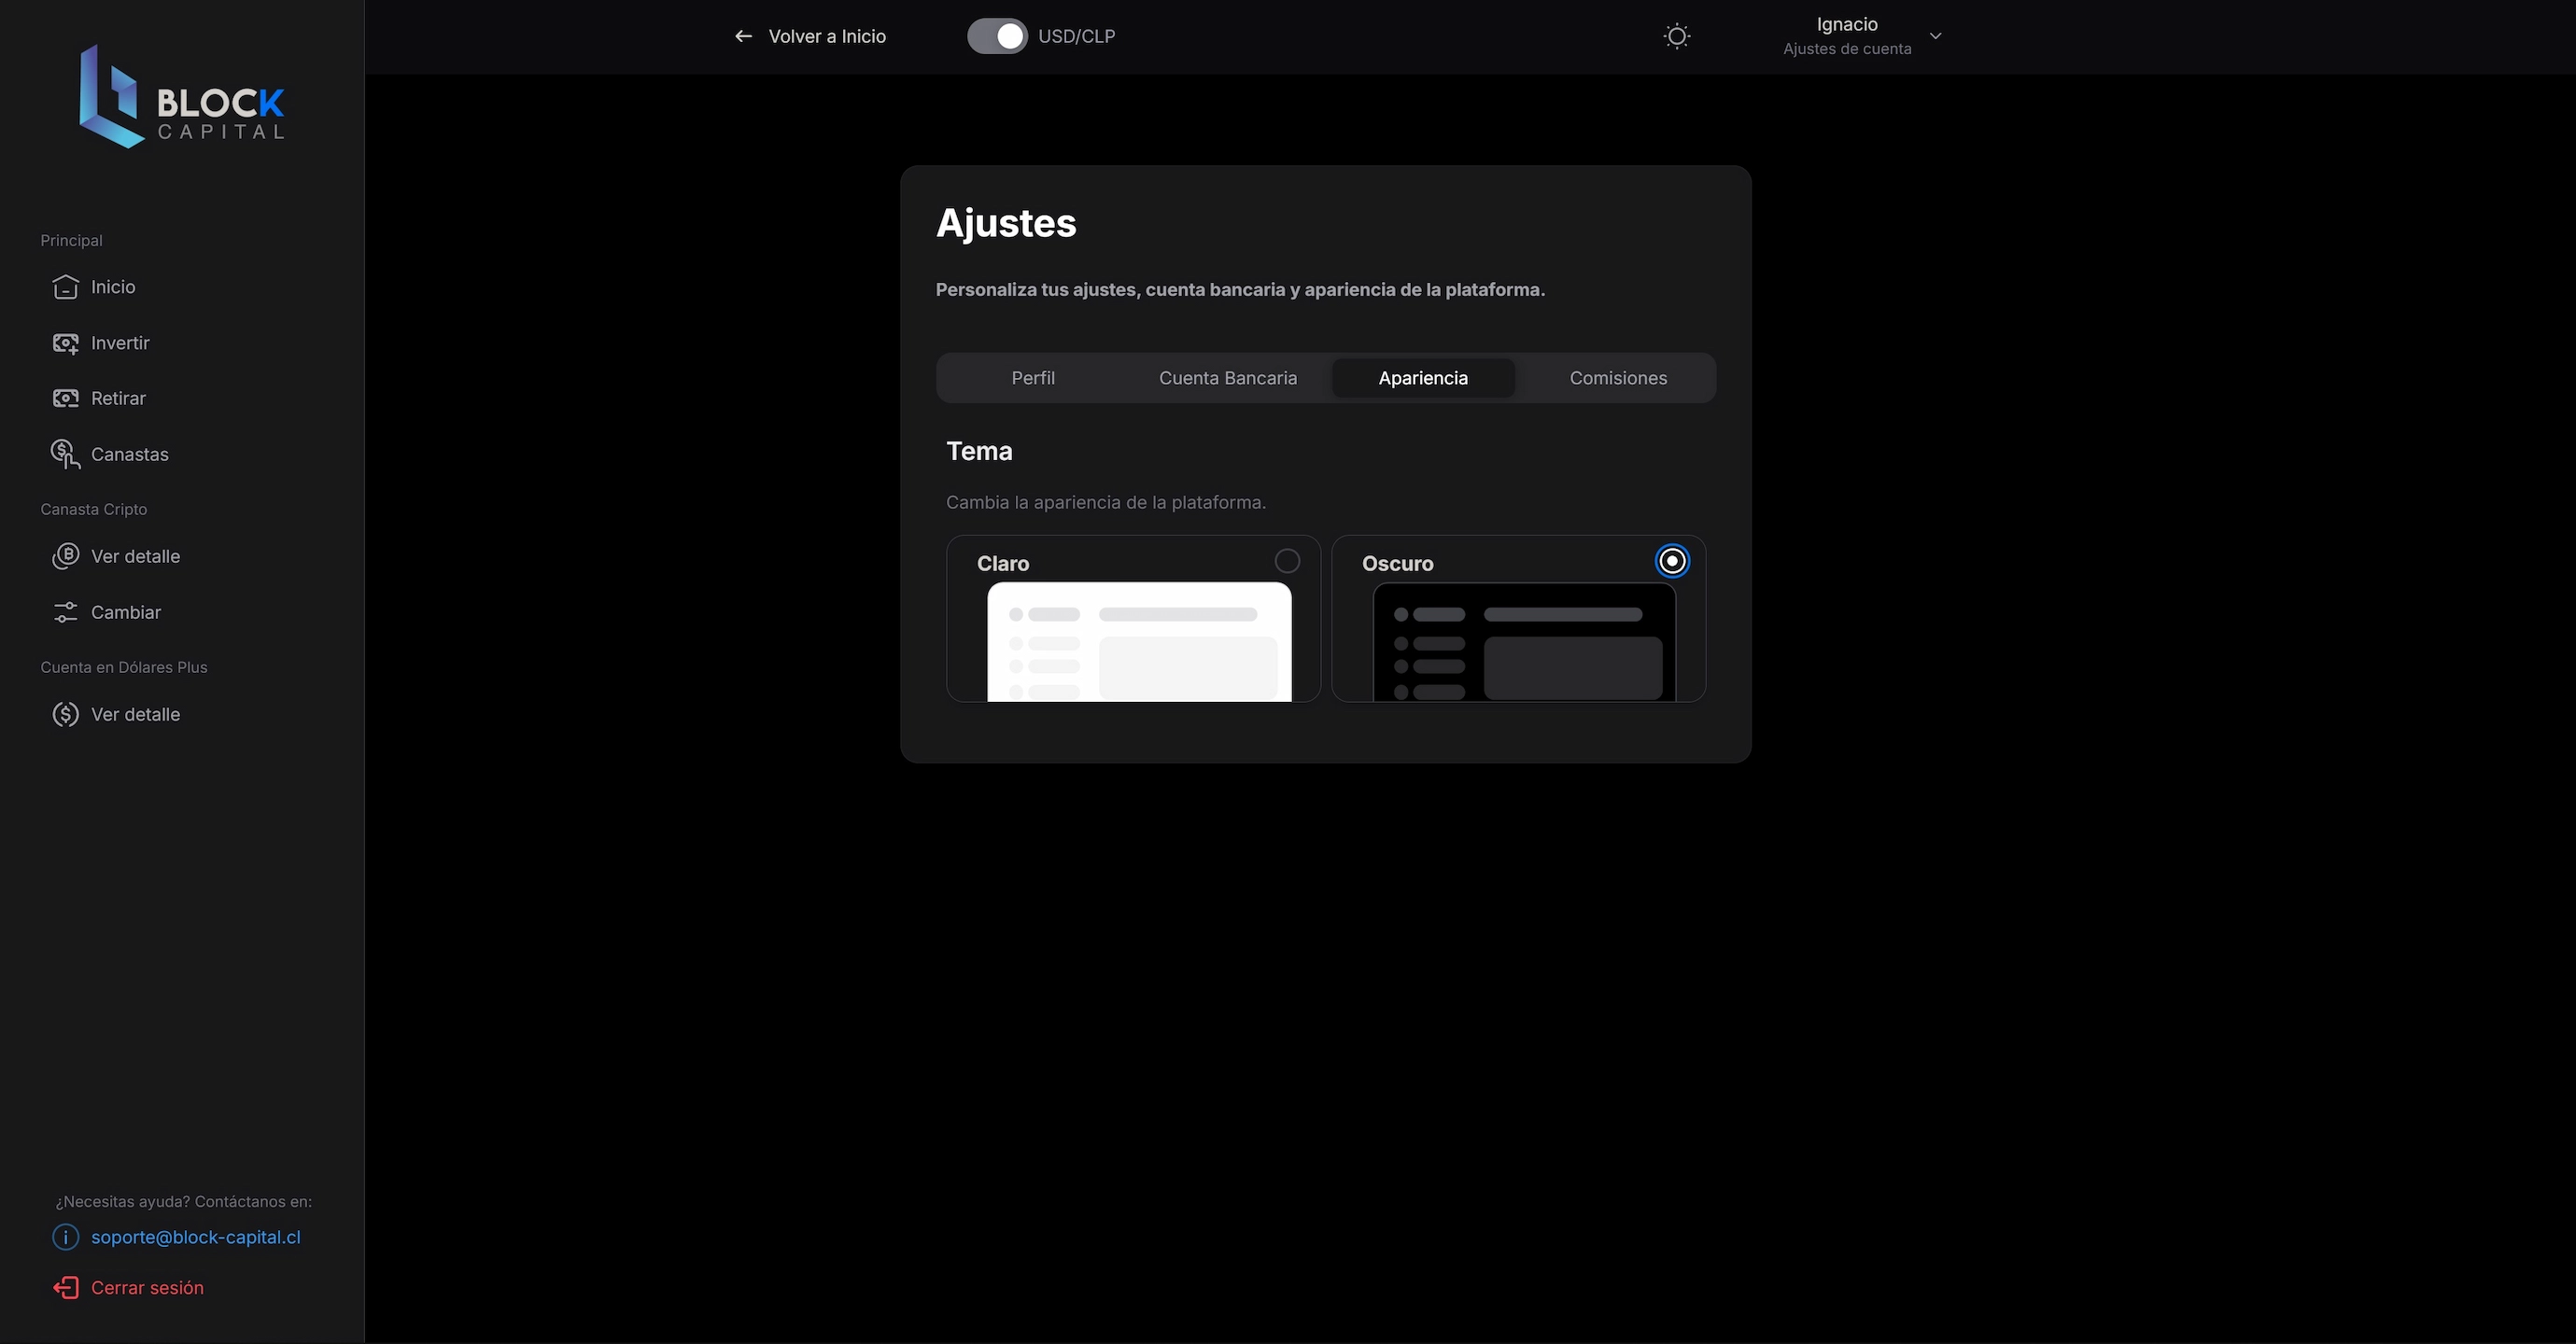 BLOCK
CAPITAL
Principal
Inicio
Invertir
Retirar
Canastas
Canasta Cripto
Ver detalle
Cambiar
Cuenta en Dólares Plus
Ver detalle
¿Necesitas ayuda? Contáctanos en:
soporte@block-capital.cl
Cerrar sesión
Volver a Inicio
USD/CLP
Ignacio
Ajustes de cuenta
Ajustes
Personaliza tus ajustes, cuenta bancaria y apariencia de la plataforma.
Perfil
Cuenta Bancaria
Apariencia
Comisiones
Tema
Cambia la apariencia de la plataforma.
Claro
Oscuro